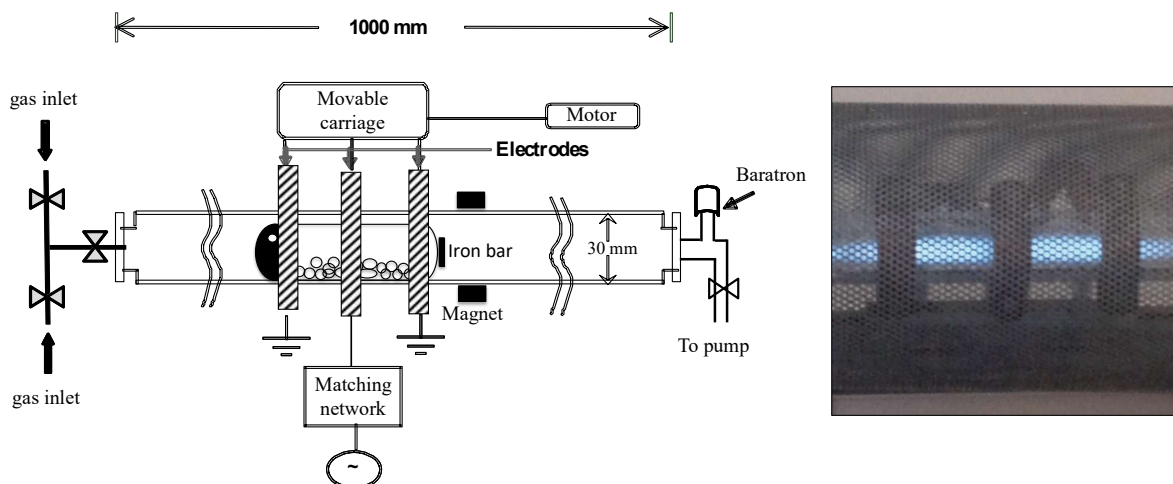 1000 mm
gas inlet
Movable
carriage
Motor
Electrodes
Baratron
Iron bar
30 mm
Magnet
To pump
gas inlet
Matching
network
~